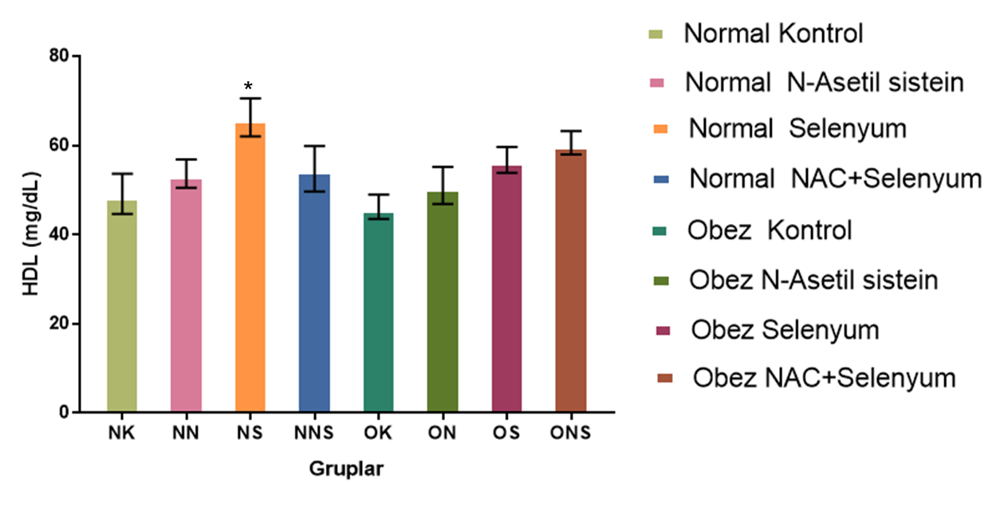 *
80
60
40
20
0
HDL (mg/dL)
NK NN NS NNS OK ON OS ONS
Gruplar
Normal Kontrol
Normal N-Asetil sistein
Normal Selenyum
Normal NAC+Selenyum
Obez Kontrol
Obez N-Asetil sistein
Obez Selenyum
Obez NAC+Selenyum